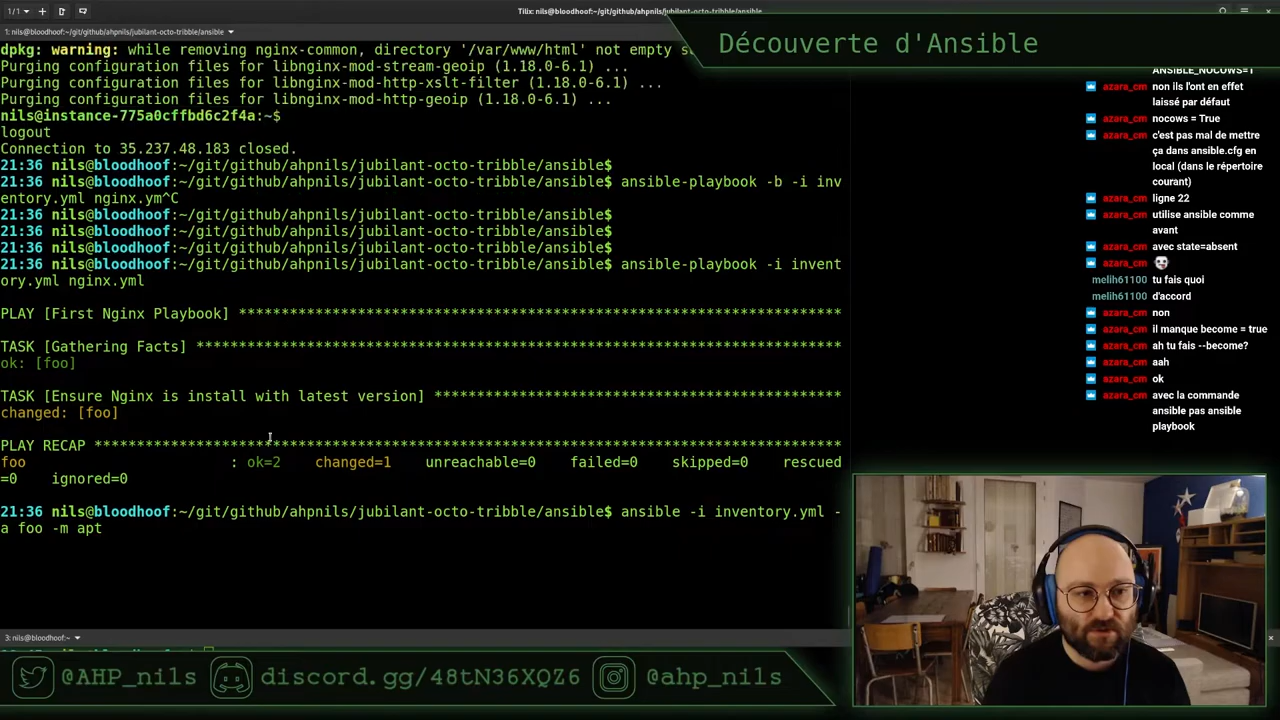 1/1
Tilix: nils@bloodhoof:~/git/github/ahpnils/jubilant-octo-tribble/ansible
1: nils@bloodhoof:~/git/github/ahpnils/jubilant-octo-tribble/ansible
Découverte d'Ansible
dpkg: warning: while removing nginx-common, directory '/var/www/html' not empty s
Purging configuration files for libnginx-mod-stream-geoip (1.18.0-6.1) ...
Purging configuration files for libnginx-mod-http-xslt-filter (1.18.0-6.1) ...
Purging configuration files for libnginx-mod-http-geoip (1.18.0-6.1) ...
nils@instance-775a0cffbd6c2f4a:~$
logout
Connection to 35.237.48.183 closed.
21:36 nils@bloodhoof:~/git/github/ahpnils/jubilant-octo-tribble/ansible$
21:36 nils@bloodhoof:~/git/github/ahpnils/jubilant-octo-tribble/ansible$ ansible-playbook -b -i inv
entory.yml nginx.ym^C
21:36 nils@bloodhoof:~/git/github/ahpnils/jubilant-octo-tribble/ansible$
21:36 nils@bloodhoof:~/git/github/ahpnils/jubilant-octo-tribble/ansible$
21:36 nils@bloodhoof:~/git/github/ahpnils/jubilant-octo-tribble/ansible$
21:36 nils@bloodhoof:~/git/github/ahpnils/jubilant-octo-tribble/ansible$ ansible-playbook -i invent
ory.yml nginx.yml
PLAY [First Nginx Playbook] *************************************************************************
TASK [Gathering Facts] ******************************************************************************
ok: [foo]
TASK [Ensure Nginx is install with latest version] **************************************************
changed: [foo]
PLAY RECAP ******************************************************************************************
foo : ok=2 changed=1 unreachable=0 failed=0 skipped=0 rescued
=0 ignored=0
21:36 nils@bloodhoof:~/git/github/ahpnils/jubilant-octo-tribble/ansible$ ansible -i inventory.yml -
a foo -m apt
3: nils@bloodhoof:~
ANSIBLE_NOCOWS=1
azara_cm non ils l'ont en effet
laissé par défaut
azara_cm nocows = True
azara_cm c'est pas mal de mettre
ça dans ansible.cfg en
local (dans le répertoire
courant)
azara_cm ligne 22
azara_cm utilise ansible comme
avant
azara_cm avec state=absent
azara_cm
melih61100 tu fais quoi
melih61100 d'accord
azara_cm non
azara_cm il manque become = true
azara_cm ah tu fais --become?
azara_cm aah
azara_cm ok
azara_cm avec la commande
ansible pas ansible
playbook
@AHP_nils
discord.gg/48tN36XQZ6
@ahp_nils